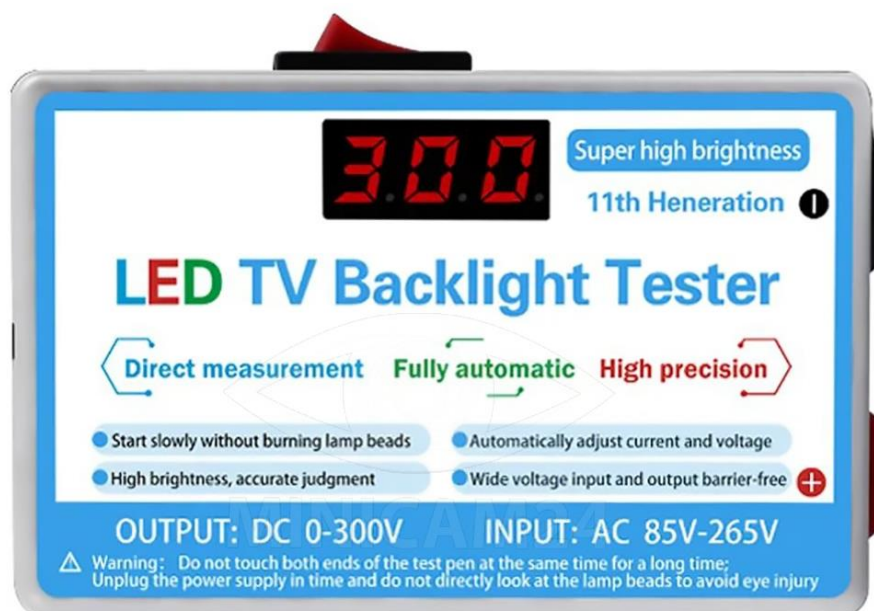 300
Super high brightness
11th Heneration
LED TV Backlight Tester
Direct measurement Fully automatic High precision
Start slowly without burning lamp beads Automatically adjust current and voltage
High brightness, accurate judgment Wide voltage input and output barrier-free
MINICAM24
OUTPUT: DC 0-300V INPUT: AC 85V-265V
Warning: Do not touch both ends of the test pen at the same time for a long time;
Unplug the power supply in time and do not directly look at the lamp beads to avoid eye injury